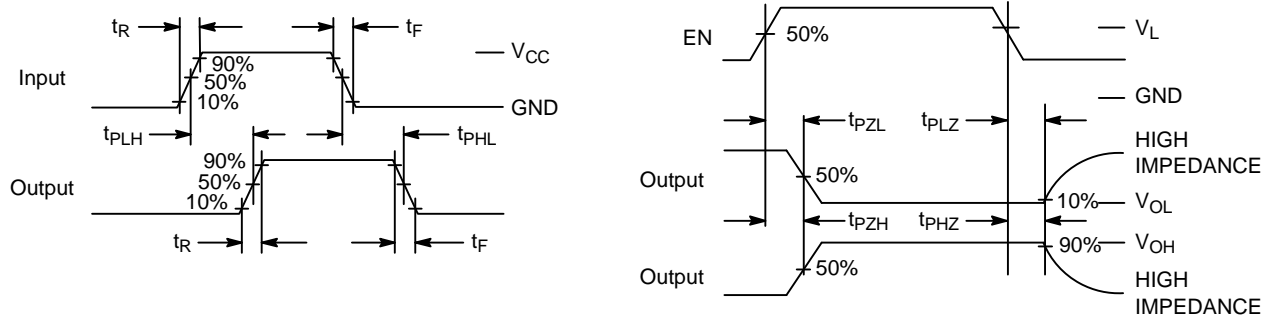 tR
tF
VCC
Input
90%
50%
10%
GND
tPLH
tPHL
Output
90%
50%
10%
tR
tF
EN
50%
VL
GND
tPZL
tPLZ
HIGH
IMPEDANCE
Output
50%
10%
VOL
tPZH
tPHZ
VOH
90%
Output
50%
HIGH
IMPEDANCE